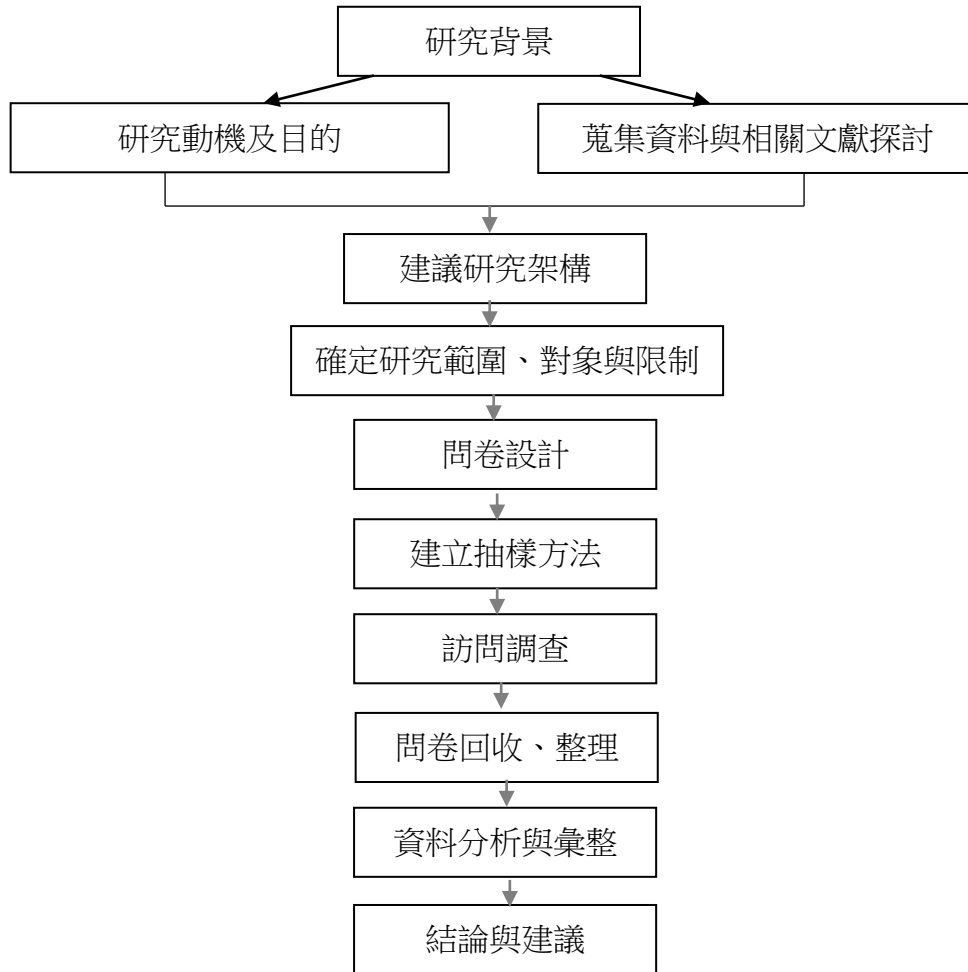 研究背景
研究動機及目的
蒐集資料與相關文獻探討
建議研究架構
確定研究範圍、對象與限制
問卷設計
建立抽樣方法
訪問調查
問卷回收、整理
資料分析與彙整
結論與建議